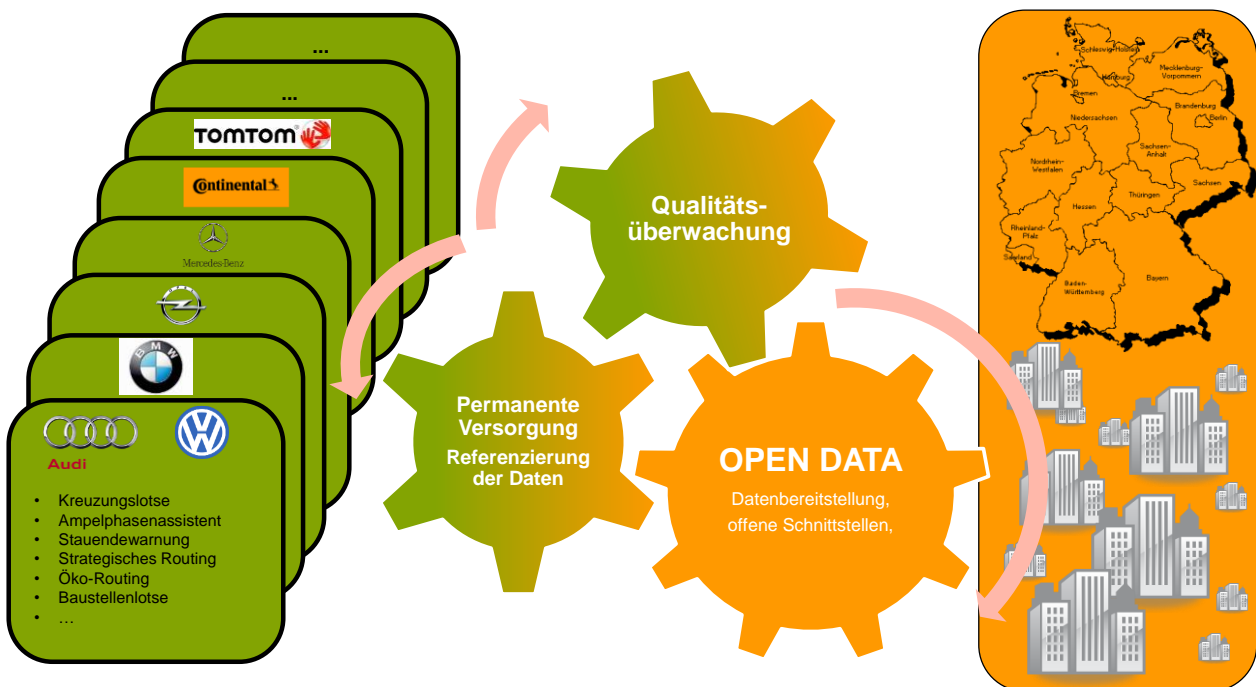 ...
...
TOMTOM
Continental
Mercedes-Benz
BMW
Audi
VW
• Kreuzungslotse
• Ampelphasenassistent
• Stauendewarnung
• Strategisches Routing
• Öko-Routing
• Baustellenlotse
• …
Qualitäts-
überwachung
Permanente
Versorgung
Referenzierung
der Daten
OPEN DATA
Datenbereitstellung,
offene Schnittstellen,
Schleswig-Holstein
Mecklenburg-
Vorpommern
Hamburg
Bremen
Brandenburg
Berlin
Niedersachsen
Sachsen-
Anhalt
Nordrhein-
Westfalen
Sachsen
Thüringen
Hessen
Rheinland-
Pfalz
Saarland
Bayern
Baden-
Württemberg